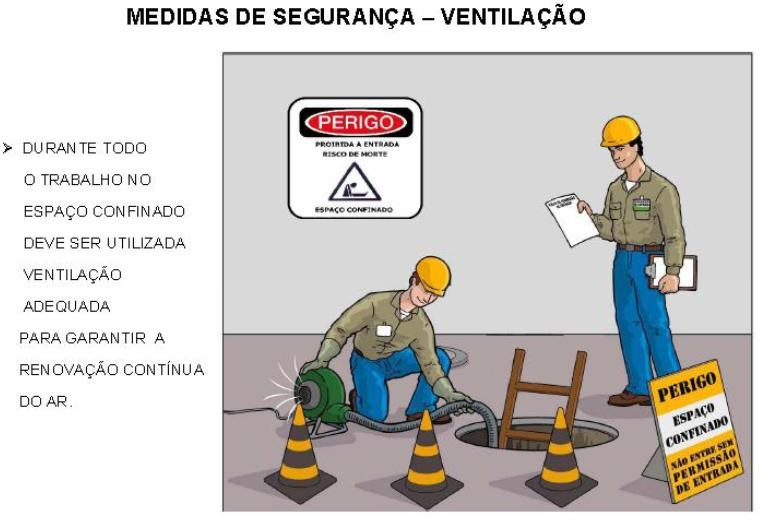 MEDIDAS DE SEGURANÇA – VENTILAÇÃO
➢ DURANTE TODO
O TRABALHO NO
ESPAÇO CONFINADO
DEVE SER UTILIZADA
VENTILAÇÃO
ADEQUADA
PARA GARANTIR A
RENOVAÇÃO CONTÍNUA
DO AR.
PERIGO
PROIBIDA A ENTRADA
RISCO DE MORTE
ESPAÇO CONFINADO
PERIGO
ESPAÇO
CONFINADO
NÃO ENTRE SEM
PERMISSÃO
DE ENTRADA